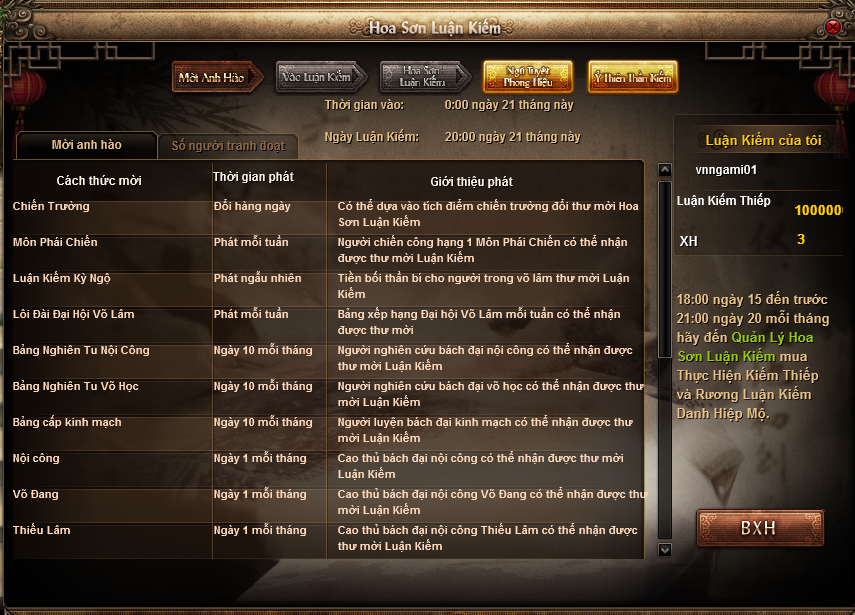 Hoa Sơn Luận Kiếm
Mời Anh Hào
Vác Luận Kiếm
Hoa Sơn
Luận Kiếm
Ngũ Tuyệt
Phong Hiệu
Ỷ Thiên Thần Kiếm
Thời gian vào: 0:00 ngày 21 tháng này
Ngày Luận Kiếm: 20:00 ngày 21 tháng này
Mời anh hào
Số người tranh đoạt
Cách thức mời Thời gian phát Giới thiệu phát
Chiến Trường Đổi hàng ngày Có thể dựa vào tích điểm chiến trường đổi thư mời Hoa
Sơn Luận Kiếm
Môn Phái Chiến Phát mỗi tuần Người chiến công hạng 1 Môn Phái Chiến có thể nhận
được thư mời Luận Kiếm
Luận Kiếm Kỳ Ngộ Phát ngẫu nhiên Tiền bối thần bí cho người trong võ lâm thư mời Luận
Kiếm
Lôi Đài Đại Hội Võ Lâm Phát mỗi tuần Bảng xếp hạng Đại hội Võ Lâm mỗi tuần có thể nhận
được thư mời
Bảng Nghiên Tu Nội Công Ngày 10 mỗi tháng Người nghiên cứu bách đại nội công có thể nhận được
thư mời Luận Kiếm
Bảng Nghiên Tu Võ Học Ngày 10 mỗi tháng Người nghiên cứu bách đại võ học có thể nhận được thư
mời Luận Kiếm
Bảng cấp kinh mạch Ngày 10 mỗi tháng Người luyện bách đại kinh mạch có thể nhận được thư
mời Luận Kiếm
Nội công Ngày 1 mỗi tháng Cao thủ bách đại nội công có thể nhận được thư mời
Luận Kiếm
Võ Đang Ngày 1 mỗi tháng Cao thủ bách đại nội công Võ Đang có thể nhận được thư
mời Luận Kiếm
Thiếu Lâm Ngày 1 mỗi tháng Cao thủ bách đại nội công Thiếu Lâm có thể nhận được
thư mời Luận Kiếm
Luận Kiếm của tôi
vnngami01
Luận Kiếm Thiếp 100000
XH 3
18:00 ngày 15 đến trước
21:00 ngày 20 mỗi tháng
hãy đến Quản Lý Hoa
Sơn Luận Kiếm mua
Thực Hiện Kiếm Thiếp
và Rương Luận Kiếm
Danh Hiệp Mộ.
BXH